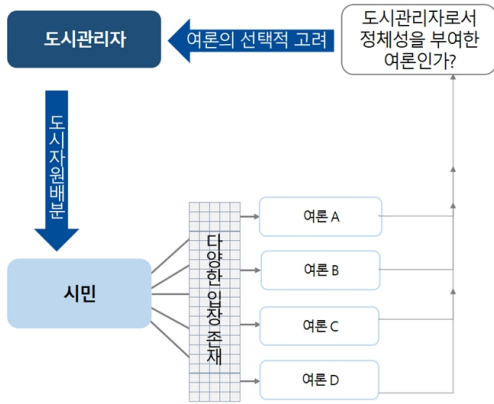 도시관리자
여론의 선택적 고려
도시관리자로서
정체성을 부여한
여론인가?
도시자원배분
시민
다양한 입장 존재
여론 A
여론 B
여론 C
여론 D